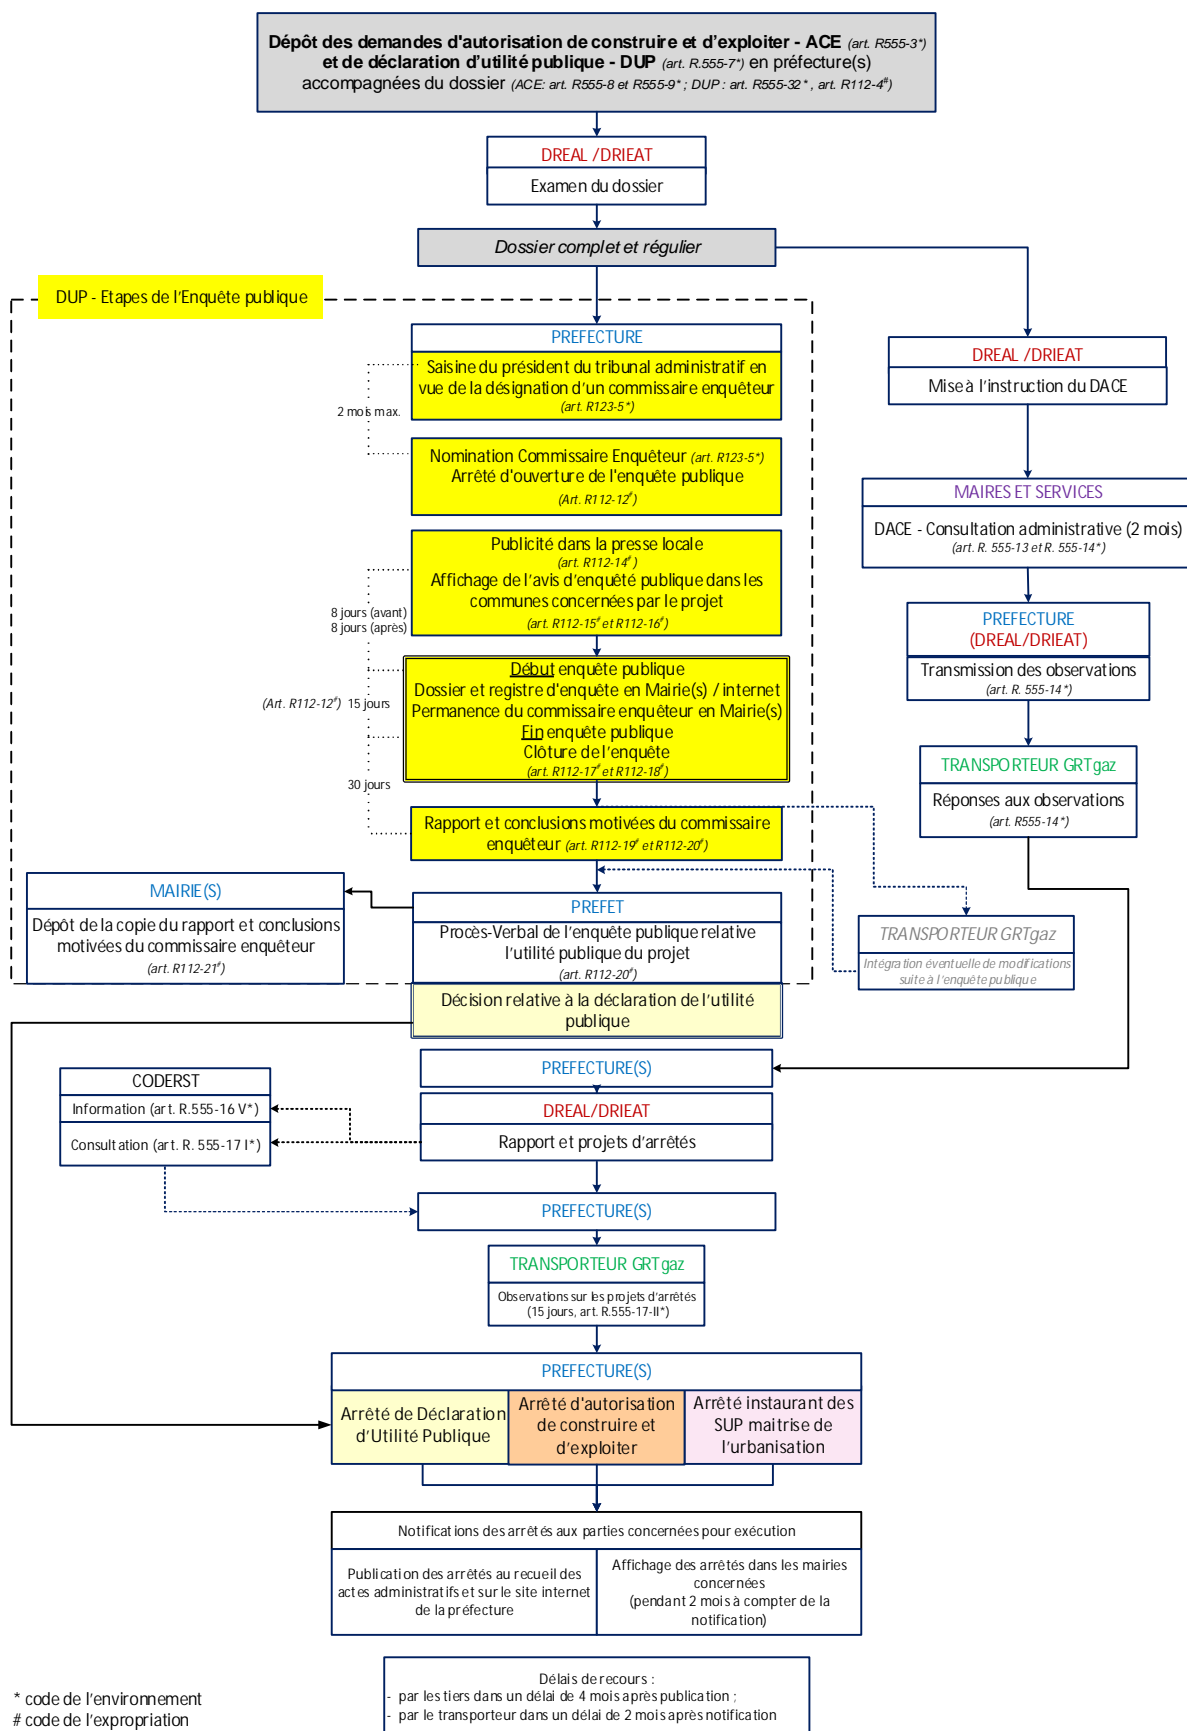 Dépôt des demandes d'autorisation de construire et d'exploiter - ACE (art. R555-3*)
et de déclaration d'utilité publique - DUP (art. R.555-7*) en préfecture(s)
accompagnées du dossier (ACE: art. R555-8 et R555-9* ; DUP : art. R555-32* , art. R112-4#)
DREAL /DRIEAT
Examen du dossier
Dossier complet et régulier
DUP - Etapes de l'Enquête publique
PREFECTURE
Saisine du président du tribunal administratif en
vue de la désignation d'un commissaire enquêteur
(art. R123-5*)
2 mois max.
Nomination Commissaire Enquêteur (art. R123-5*)
Arrêté d'ouverture de l'enquête publique
(Art. R112-12#)
Publicité dans la presse locale
(art. R112-14#)
Affichage de l'avis d'enquêté publique dans les
communes concernées par le projet
(art. R112-15# et R112-16#)
8 jours (avant)
8 jours (après)
Début enquête publique
Dossier et registre d'enquête en Mairie(s) / internet
Permanence du commissaire enquêteur en Mairie(s)
Fin enquête publique
Clôture de l'enquête
(art. R112-17# et R112-18#)
(Art. R112-12#) 15 jours
30 jours
Rapport et conclusions motivées du commissaire
enquêteur (art. R112-19# et R112-20#)
DREAL /DRIEAT
Mise à l'instruction du DACE
MAIRES ET SERVICES
DACE - Consultation administrative (2 mois)
(art. R. 555-13 et R. 555-14*)
PREFECTURE
(DREAL/DRIEAT)
Transmission des observations
(art. R. 555-14*)
TRANSPORTEUR GRTgaz
Réponses aux observations
(art. R555-14*)
MAIRIE(S)
Dépôt de la copie du rapport et conclusions
motivées du commissaire enquêteur
(art. R112-21#)
PREFET
Procès-Verbal de l'enquête publique relative
l'utilité publique du projet
(art. R112-20#)
TRANSPORTEUR GRTgaz
Intégration éventuelle de modifications
suite à l'enquête publique
Décision relative à la déclaration de l'utilité
publique
PREFECTURE(S)
CODERST
Information (art. R.555-16 V*)
Consultation (art. R. 555-17 I*)
DREAL/DRIEAT
Rapport et projets d'arrêtés
PREFECTURE(S)
TRANSPORTEUR GRTgaz
Observations sur les projets d'arrêtés
(15 jours, art. R.555-17-II*)
PREFECTURE(S)
Arrêté de Déclaration
d'Utilité Publique
Arrêté d'autorisation
de construire et
d'exploiter
Arrêté instaurant des
SUP maitrise de
l'urbanisation
Notifications des arrêtés aux parties concernées pour exécution
Publication des arrêtés au recueil des
actes administratifs et sur le site internet
de la préfecture
Affichage des arrêtés dans les mairies
concernées
(pendant 2 mois à compter de la
notification)
Délais de recours :
- par les tiers dans un délai de 4 mois après publication ;
- par le transporteur dans un délai de 2 mois après notification
* code de l'environnement
# code de l'expropriation